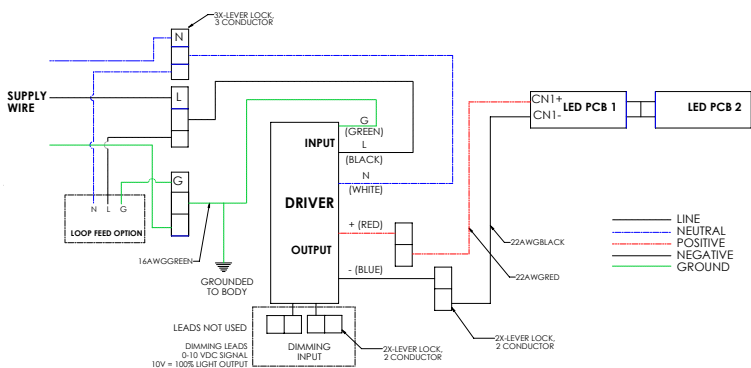 3X-LEVER LOCK,
3 CONDUCTOR
N
SUPPLY
WIRE
L
G
N L G
LOOP FEED OPTION
16AWGGREEN
GROUNDED
TO BODY
INPUT
DRIVER
OUTPUT
G
(GREEN)
L
(BLACK)
N
(WHITE)
+ (RED)
- (BLUE)
CN1+
CN1-
LED PCB 1
LED PCB 2
22AWGBLACK
22AWGRED
LINE
NEUTRAL
POSITIVE
NEGATIVE
GROUND
2X-LEVER LOCK,
2 CONDUCTOR
LEADS NOT USED
DIMMING LEADS
0-10 VDC SIGNAL
10V = 100% LIGHT OUTPUT
DIMMING
INPUT
2X-LEVER LOCK,
2 CONDUCTOR